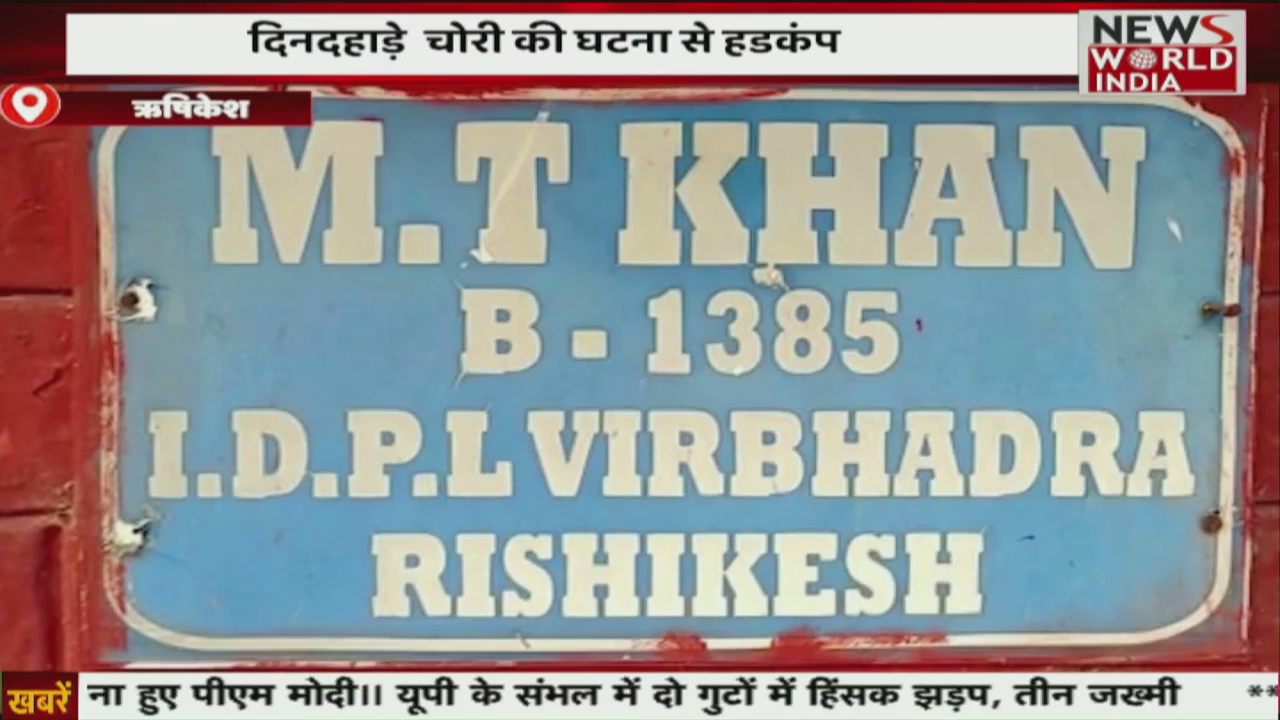 दिनदहाड़े चोरी की घटना से हडकंप
NEWS
WORLD
INDIA
ऋषिकेश
M.T KHAN
B - 1385
I.D.P.L VIRBHADRA
RISHIKESH
खबरें
ना हुए पीएम मोदी।। यूपी के संभल में दो गुटों में हिंसक झड़प, तीन जख्मी **